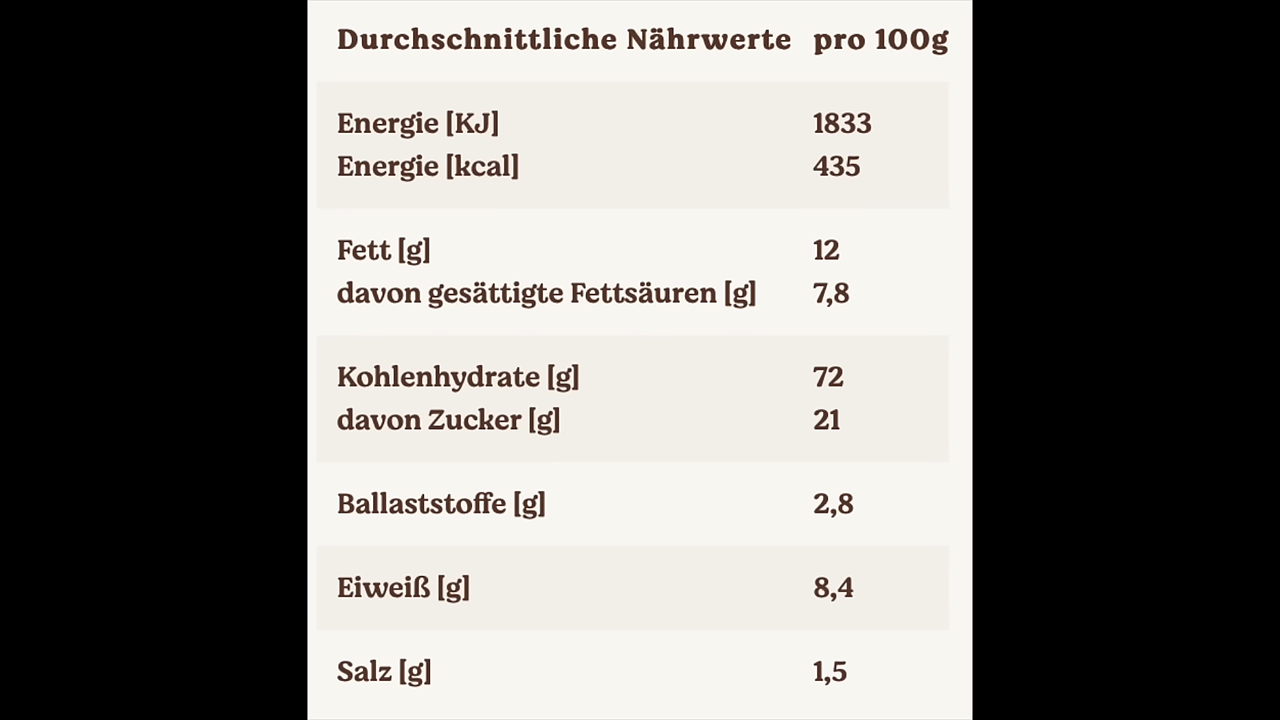 Durchschnittliche Nährwerte pro 100g
Energie [KJ] 1833
Energie [kcal] 435
Fett [g] 12
davon gesättigte Fettsäuren [g] 7,8
Kohlenhydrate [g] 72
davon Zucker [g] 21
Ballaststoffe [g] 2,8
Eiweiß [g] 8,4
Salz [g] 1,5